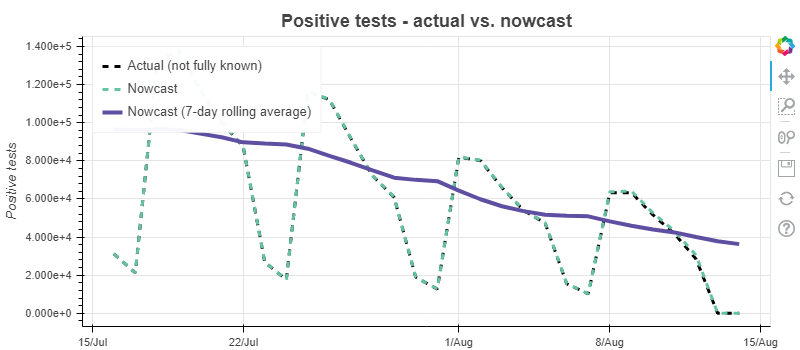 Positive tests - actual vs. nowcast
1.400e+5
1.200e+5
1.000e+5
8.000e+4
6.000e+4
4.000e+4
2.000e+4
0.000e+0
Positive tests
Actual (not fully known)
Nowcast
Nowcast (7-day rolling average)
15/Jul
22/Jul
1/Aug
8/Aug
15/Aug